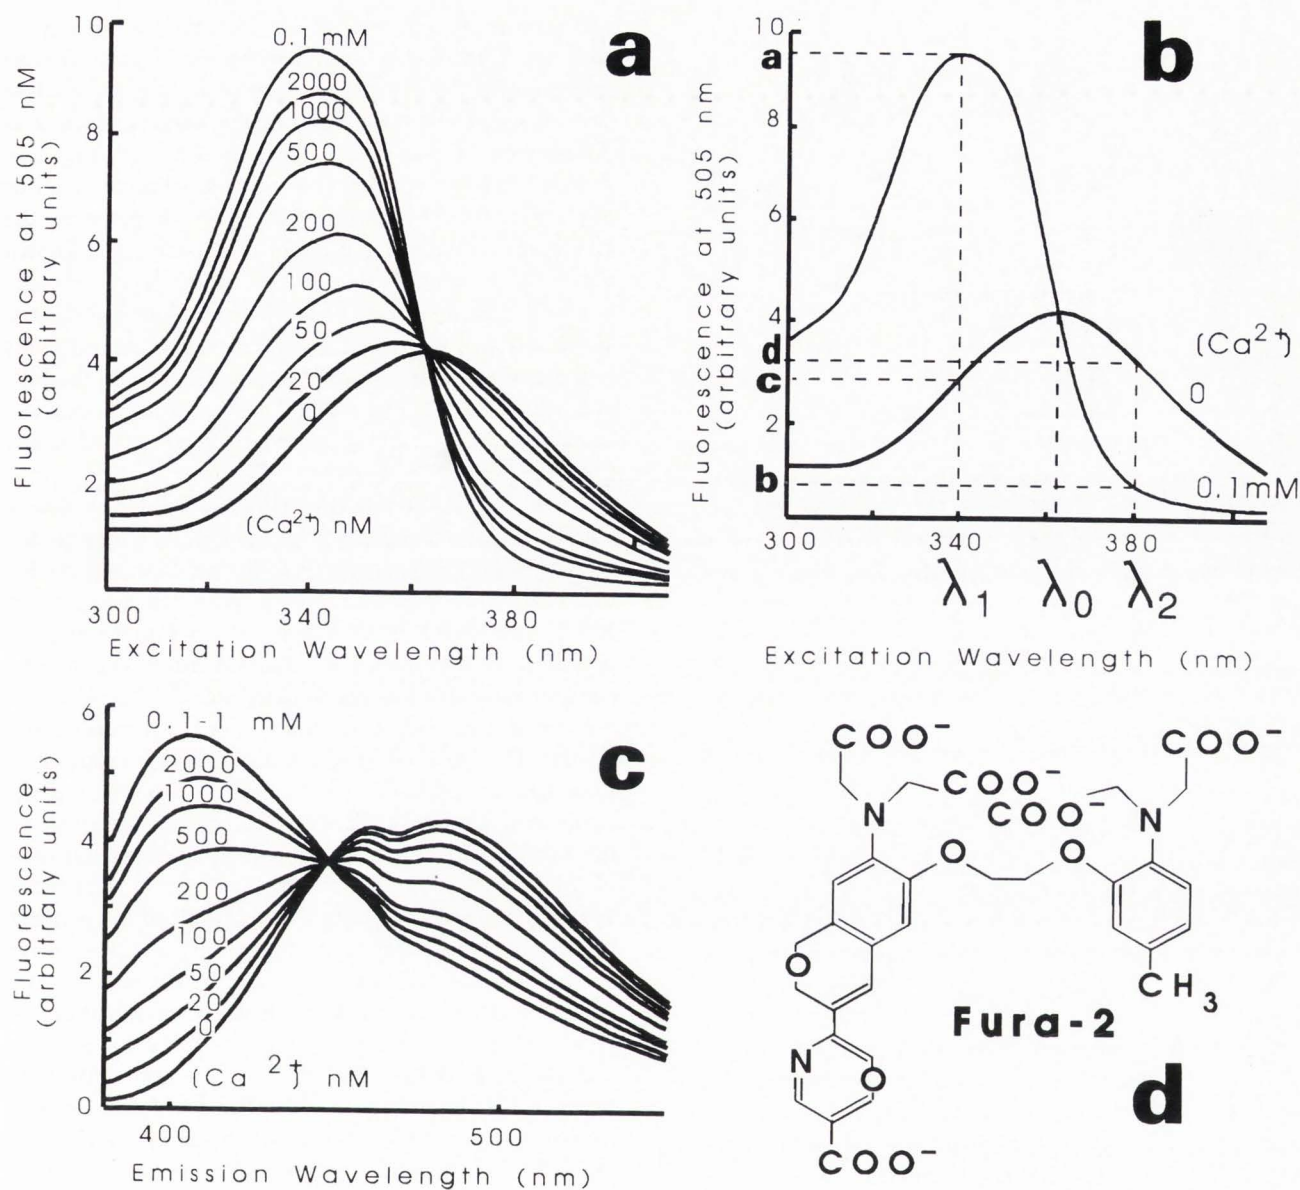 a
Fluorescence at 505 nM
(arbitrary units)
10
8
6
4
2
0.1 mM
2000
1000
500
200
100
50
20
0
(Ca2+) nM
300 340 380
Excitation Wavelength (nm)
b
Fluorescence at 505 nm
(arbitrary units)
10
a
8
6
4
d
c
2
b
(Ca2+)
0
0.1mM
300 340 380
λ1 λ0 λ2
Excitation Wavelength (nm)
c
Fluorescence
(arbitrary units)
6
4
2
0
0.1-1 mM
2000
1000
500
200
100
50
20
0
(Ca 2+) nM
400 500
Emission Wavelength (nm)
COO−
COO−
COO−
COO−
N
N
O
O
O
CH3
Fura-2
N
O
COO−
d